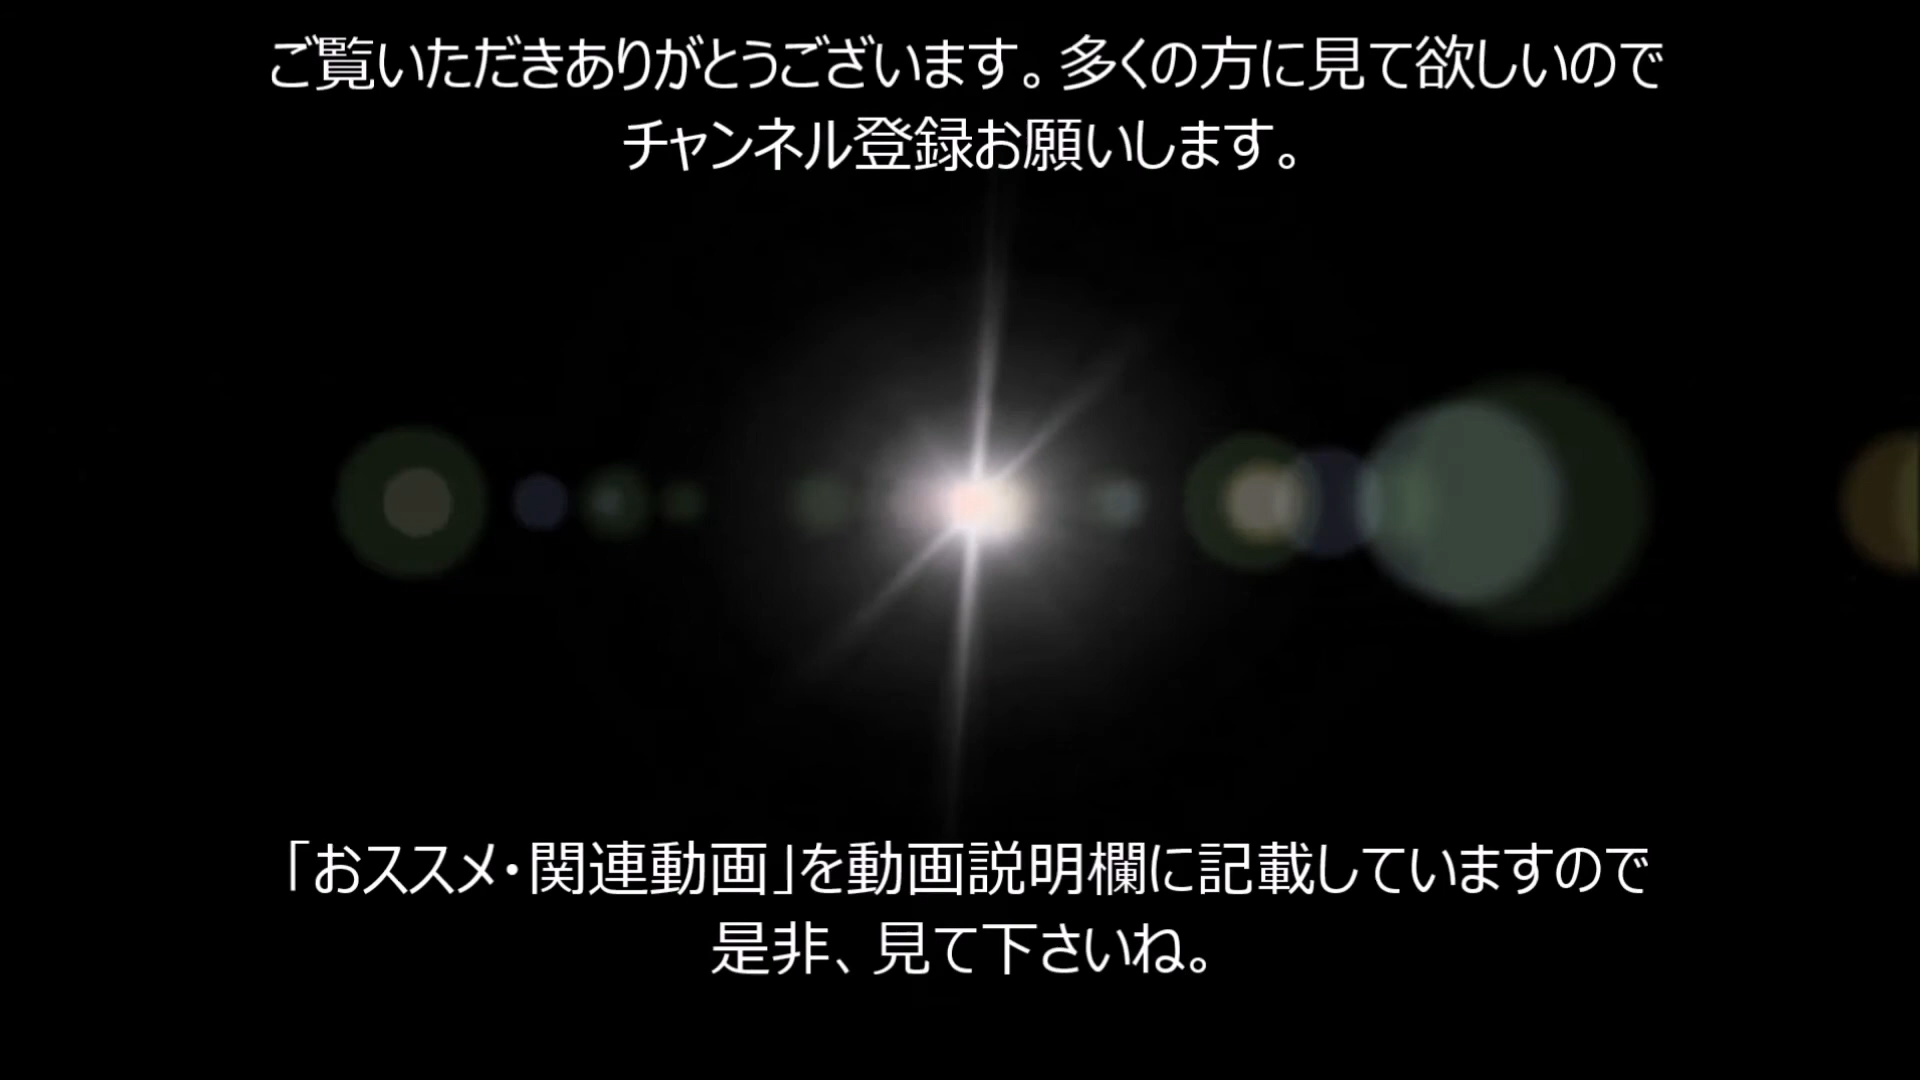 ご覧いただきありがとうございます。多くの方に見て欲しいので
チャンネル登録お願いします。
「おススメ・関連動画」を動画説明欄に記載していますので
是非、見て下さいね。